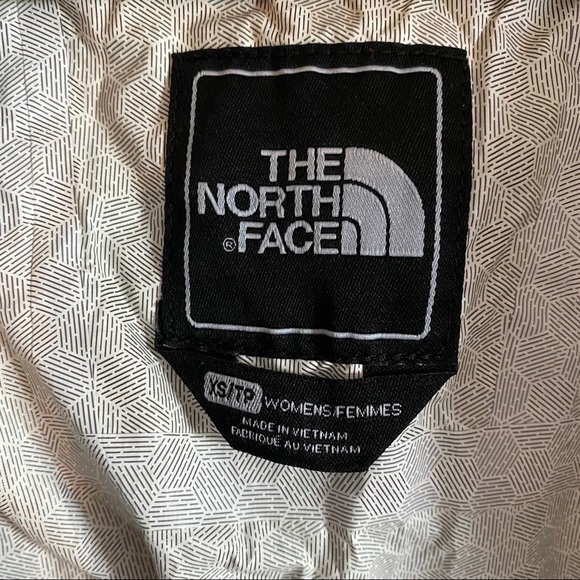 THE
NORTH
® FACE
XS/TP WOMENS/FEMMES
MADE IN VIETNAM
FABRIQUÉ AU VIETNAM